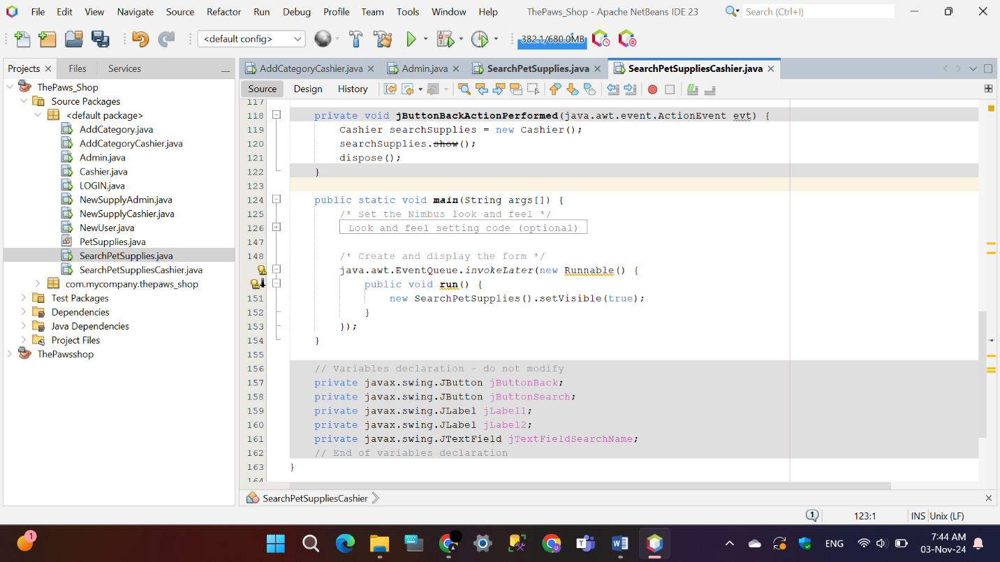 File Edit View Navigate Source Refactor Run Debug Profile Team Tools Window Help ThePaws_Shop - Apache NetBeans IDE 23 Search (Ctrl+I)
<default config> 382.1/680.0MB
Projects Files Services
AddCategoryCashier.java Admin.java SearchPetSupplies.java SearchPetSuppliesCashier.java
Source Design History
ThePaws_Shop
Source Packages
<default package>
AddCategory.java
AddCategoryCashier.java
Admin.java
Cashier.java
LOGIN.java
NewSupplyAdmin.java
NewSupplyCashier.java
NewUser.java
PetSupplies.java
SearchPetSupplies.java
SearchPetSuppliesCashier.java
com.mycompany.thepaws_shop
Test Packages
Dependencies
Java Dependencies
Project Files
ThePawsshop
117
118 private void jButtonBackActionPerformed(java.awt.event.ActionEvent evt) {
119 Cashier searchSupplies = new Cashier();
120 searchSupplies.show();
121 dispose();
122 }
123
124 public static void main(String args[]) {
125 /* Set the Nimbus look and feel */
126 Look and feel setting code (optional)
147
148 /* Create and display the form */
java.awt.EventQueue.invokeLater(new Runnable() {
public void run() {
151 new SearchPetSupplies().setVisible(true);
152 }
153 });
154 }
155
156 // Variables declaration - do not modify
157 private javax.swing.JButton jButtonBack;
158 private javax.swing.JButton jButtonSearch;
159 private javax.swing.JLabel jLabel1;
160 private javax.swing.JLabel jLabel2;
161 private javax.swing.JTextField jTextFieldSearchName;
162 // End of variables declaration
163 }
164
SearchPetSuppliesCashier
1 123:1 INS Unix (LF)
1 ENG 7:44 AM
03-Nov-24